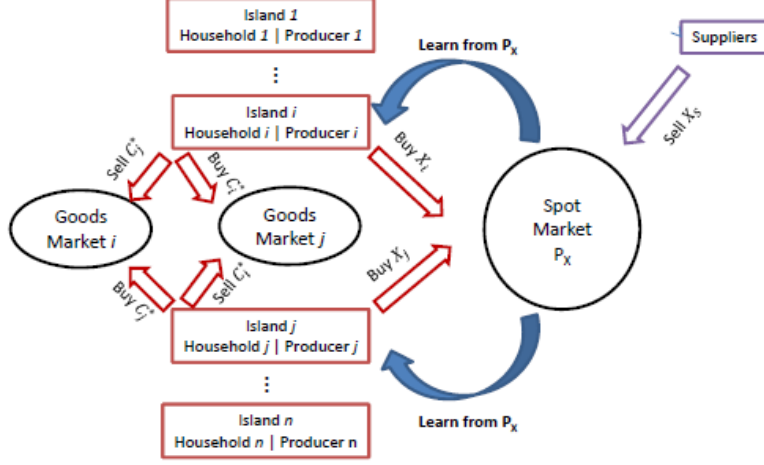 Island 1
Household 1 | Producer 1
⋮
Learn from Pₓ
Suppliers
Island i
Household i | Producer i
Sell Xₛ
Sell Cⱼ*
Buy Cᵢ*
Buy Xᵢ
Goods
Market i
Goods
Market j
Spot
Market
Pₓ
Buy Cⱼ*
Sell Cᵢ*
Buy Xⱼ
Island j
Household j | Producer j
⋮
Learn from Pₓ
Island n
Household n | Producer n